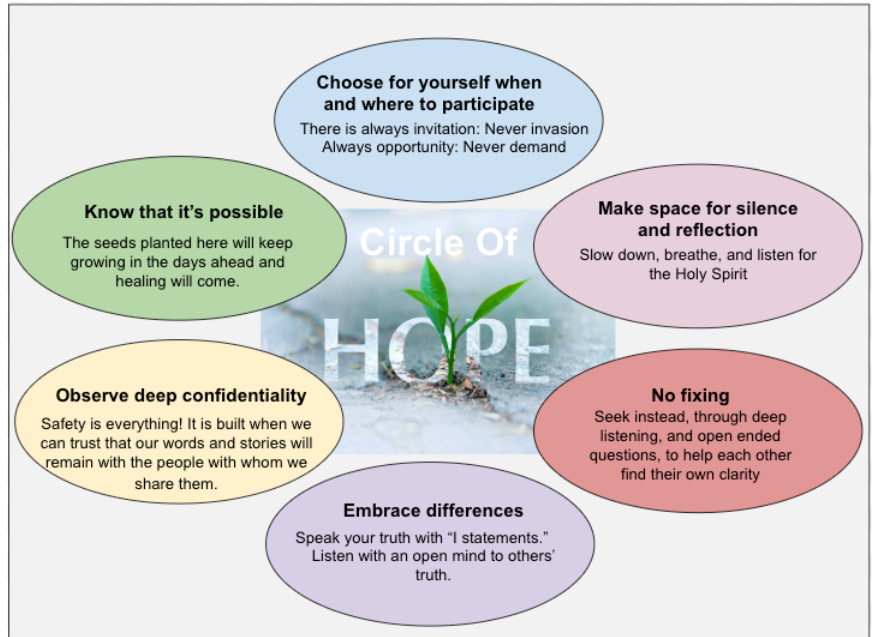 Choose for yourself when
and where to participate
There is always invitation: Never invasion
Always opportunity: Never demand
Make space for silence
and reflection
Slow down, breathe, and listen for
the Holy Spirit
No fixing
Seek instead, through deep
listening, and open ended
questions, to help each other
find their own clarity
Embrace differences
Speak your truth with “I statements.”
Listen with an open mind to others’
truth.
Observe deep confidentiality
Safety is everything! It is built when we
can trust that our words and stories will
remain with the people with whom we
share them.
Know that it’s possible
The seeds planted here will keep
growing in the days ahead and
healing will come.
Circle Of
HOPE